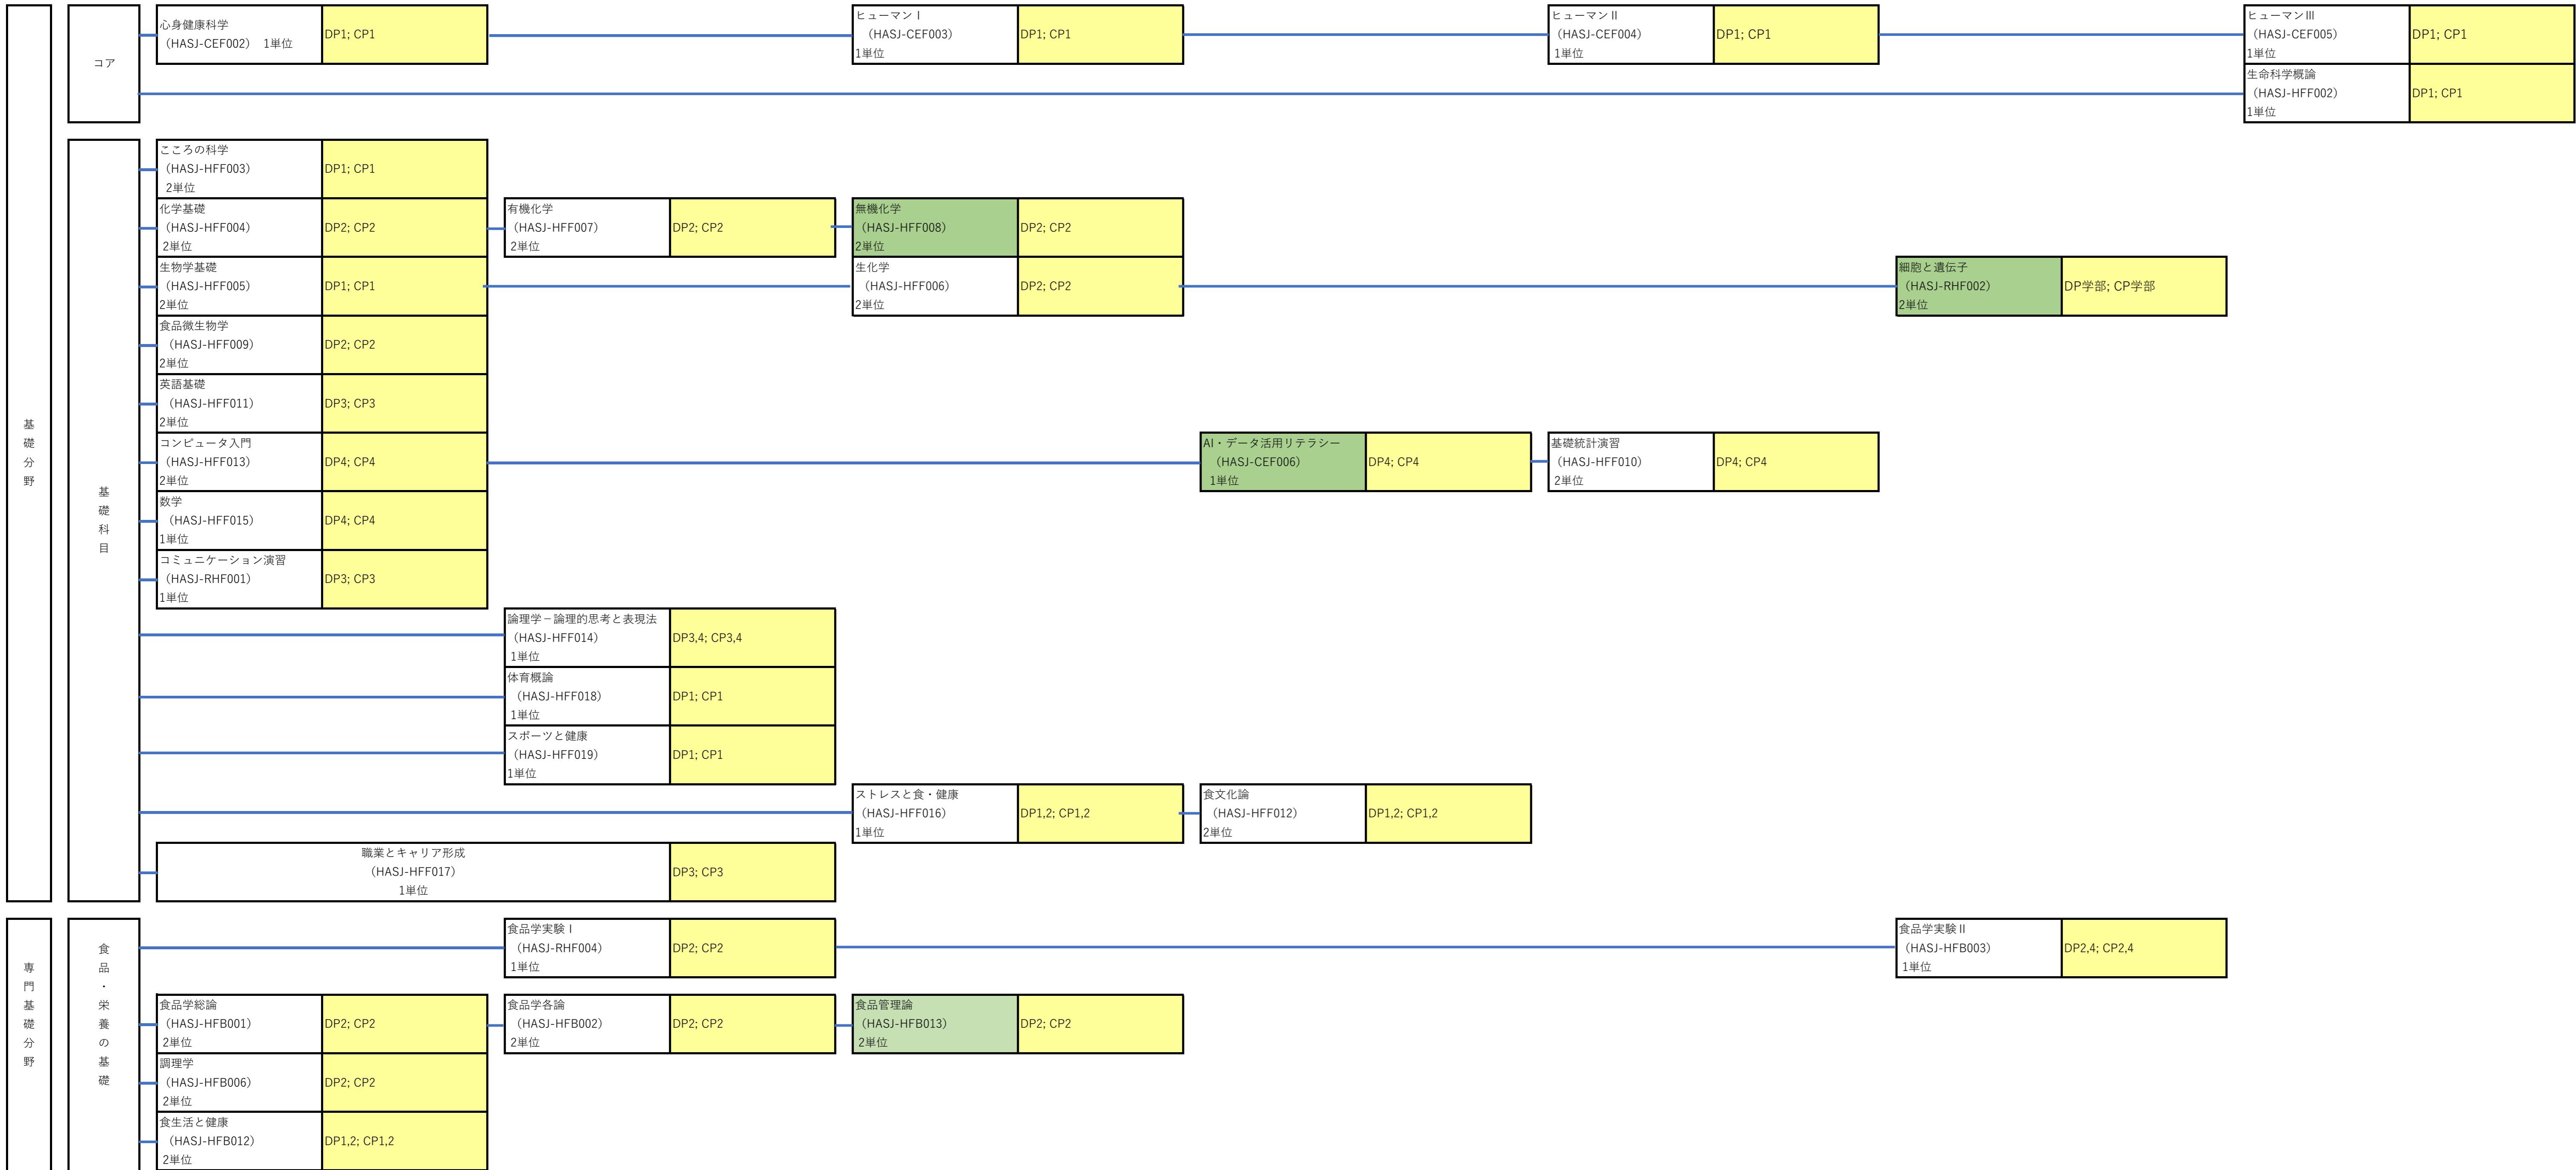 基礎分野
コア
心身健康科学
（HASJ-CEF002） 1単位
DP1; CP1
ヒューマンⅠ
（HASJ-CEF003）
1単位
DP1; CP1
ヒューマンⅡ
（HASJ-CEF004）
1単位
DP1; CP1
ヒューマンⅢ
（HASJ-CEF005）
1単位
DP1; CP1
生命科学概論
（HASJ-HFF002）
1単位
DP1; CP1
基礎科目
こころの科学
（HASJ-HFF003）
2単位
DP1; CP1
化学基礎
（HASJ-HFF004）
2単位
DP2; CP2
有機化学
（HASJ-HFF007）
2単位
DP2; CP2
無機化学
（HASJ-HFF008）
2単位
DP2; CP2
生物学基礎
（HASJ-HFF005）
2単位
DP1; CP1
生化学
（HASJ-HFF006）
2単位
DP2; CP2
細胞と遺伝子
（HASJ-RHF002）
2単位
DP学部; CP学部
食品微生物学
（HASJ-HFF009）
2単位
DP2; CP2
英語基礎
（HASJ-HFF011）
2単位
DP3; CP3
コンピュータ入門
（HASJ-HFF013）
2単位
DP4; CP4
AI・データ活用リテラシー
（HASJ-CEF006）
1単位
DP4; CP4
基礎統計演習
（HASJ-HFF010）
2単位
DP4; CP4
数学
（HASJ-HFF015）
1単位
DP4; CP4
コミュニケーション演習
（HASJ-RHF001）
1単位
DP3; CP3
論理学－論理的思考と表現法
（HASJ-HFF014）
1単位
DP3,4; CP3,4
体育概論
（HASJ-HFF018）
1単位
DP1; CP1
スポーツと健康
（HASJ-HFF019）
1単位
DP1; CP1
ストレスと食・健康
（HASJ-HFF016）
1単位
DP1,2; CP1,2
食文化論
（HASJ-HFF012）
2単位
DP1,2; CP1,2
職業とキャリア形成
（HASJ-HFF017）
1単位
DP3; CP3
専門基礎分野
食品・栄養の基礎
食品学実験Ⅰ
（HASJ-RHF004）
1単位
DP2; CP2
食品学実験Ⅱ
（HASJ-HFB003）
1単位
DP2,4; CP2,4
食品学総論
（HASJ-HFB001）
2単位
DP2; CP2
食品学各論
（HASJ-HFB002）
2単位
DP2; CP2
食品管理論
（HASJ-HFB013）
2単位
DP2; CP2
調理学
（HASJ-HFB006）
2単位
DP2; CP2
食生活と健康
（HASJ-HFB012）
2単位
DP1,2; CP1,2